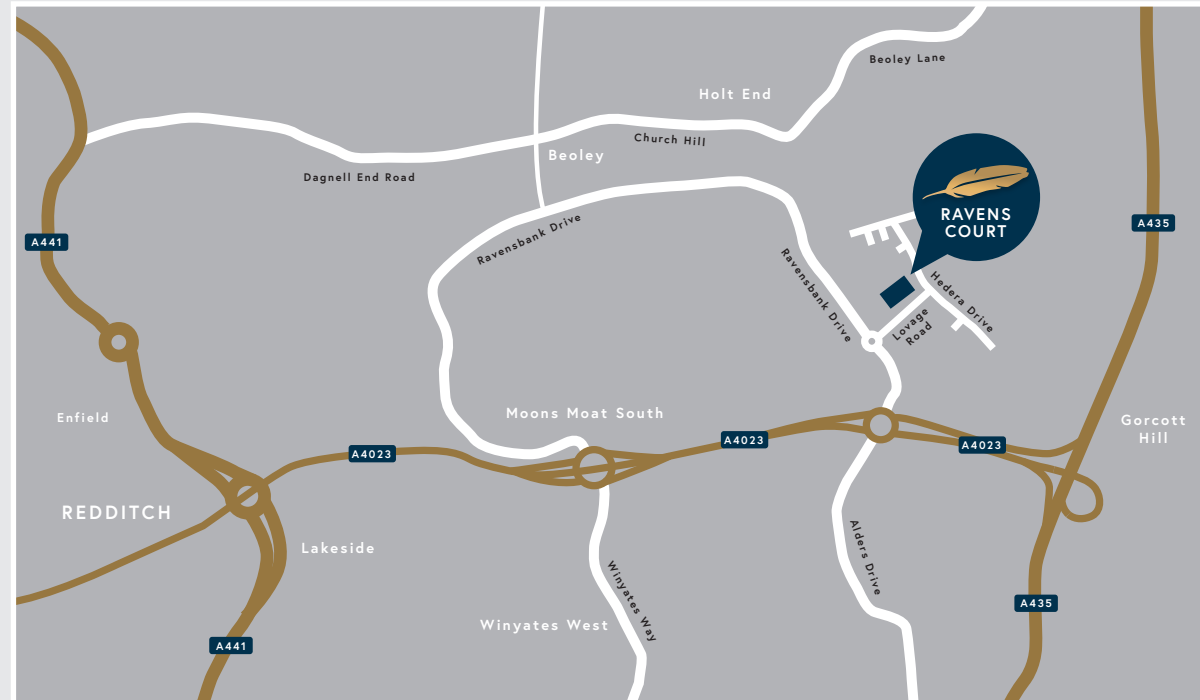 Beoley Lane
Holt End
Church Hill
Beoley
Dagnell End Road
RAVENS
COURT
A435
Ravensbank Drive
A441
Ravensbank Drive
Hedera Drive
Lovage
Road
Enfield
Moons Moat South
Gorcott
Hill
A4023
A4023
A4023
REDDITCH
Lakeside
Alders Drive
Winyates Way
A435
Winyates West
A441